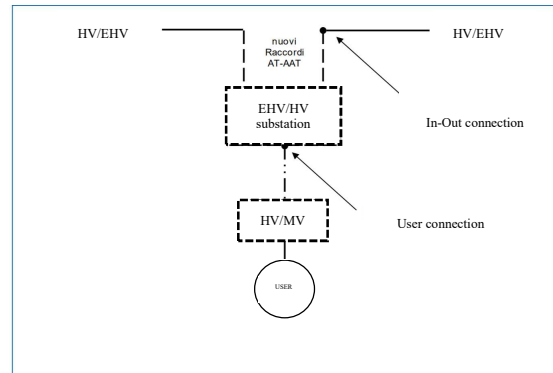 HV/EHV
HV/EHV
nuovi
Raccordi
AT-AAT
EHV/HV
substation
In-Out connection
HV/MV
User connection
USER